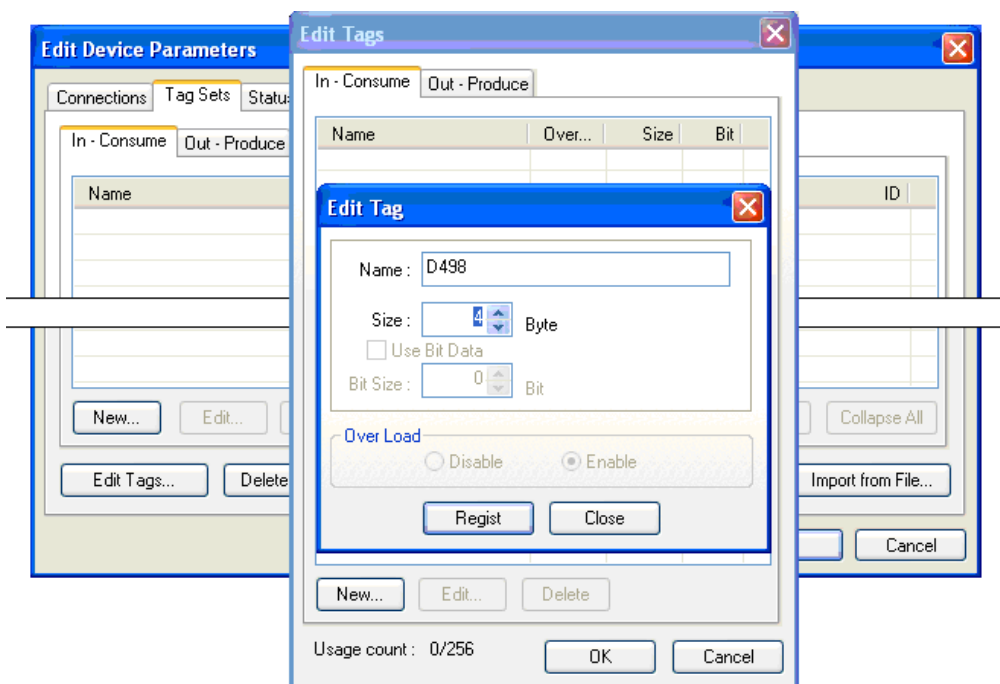 Edit Device Parameters
Connections Tag Sets Statu
In - Consume Out - Produce
Name ID
New... Edit... Collapse All
Edit Tags... Delete Import from File...
Cancel
Edit Tags
In - Consume Out - Produce
Name Over... Size Bit
Edit Tag
Name : D498
Size : 4 Byte
Use Bit Data
Bit Size : 0 Bit
Over Load
Disable Enable
Regist Close
New... Edit... Delete
Usage count : 0/256
OK Cancel